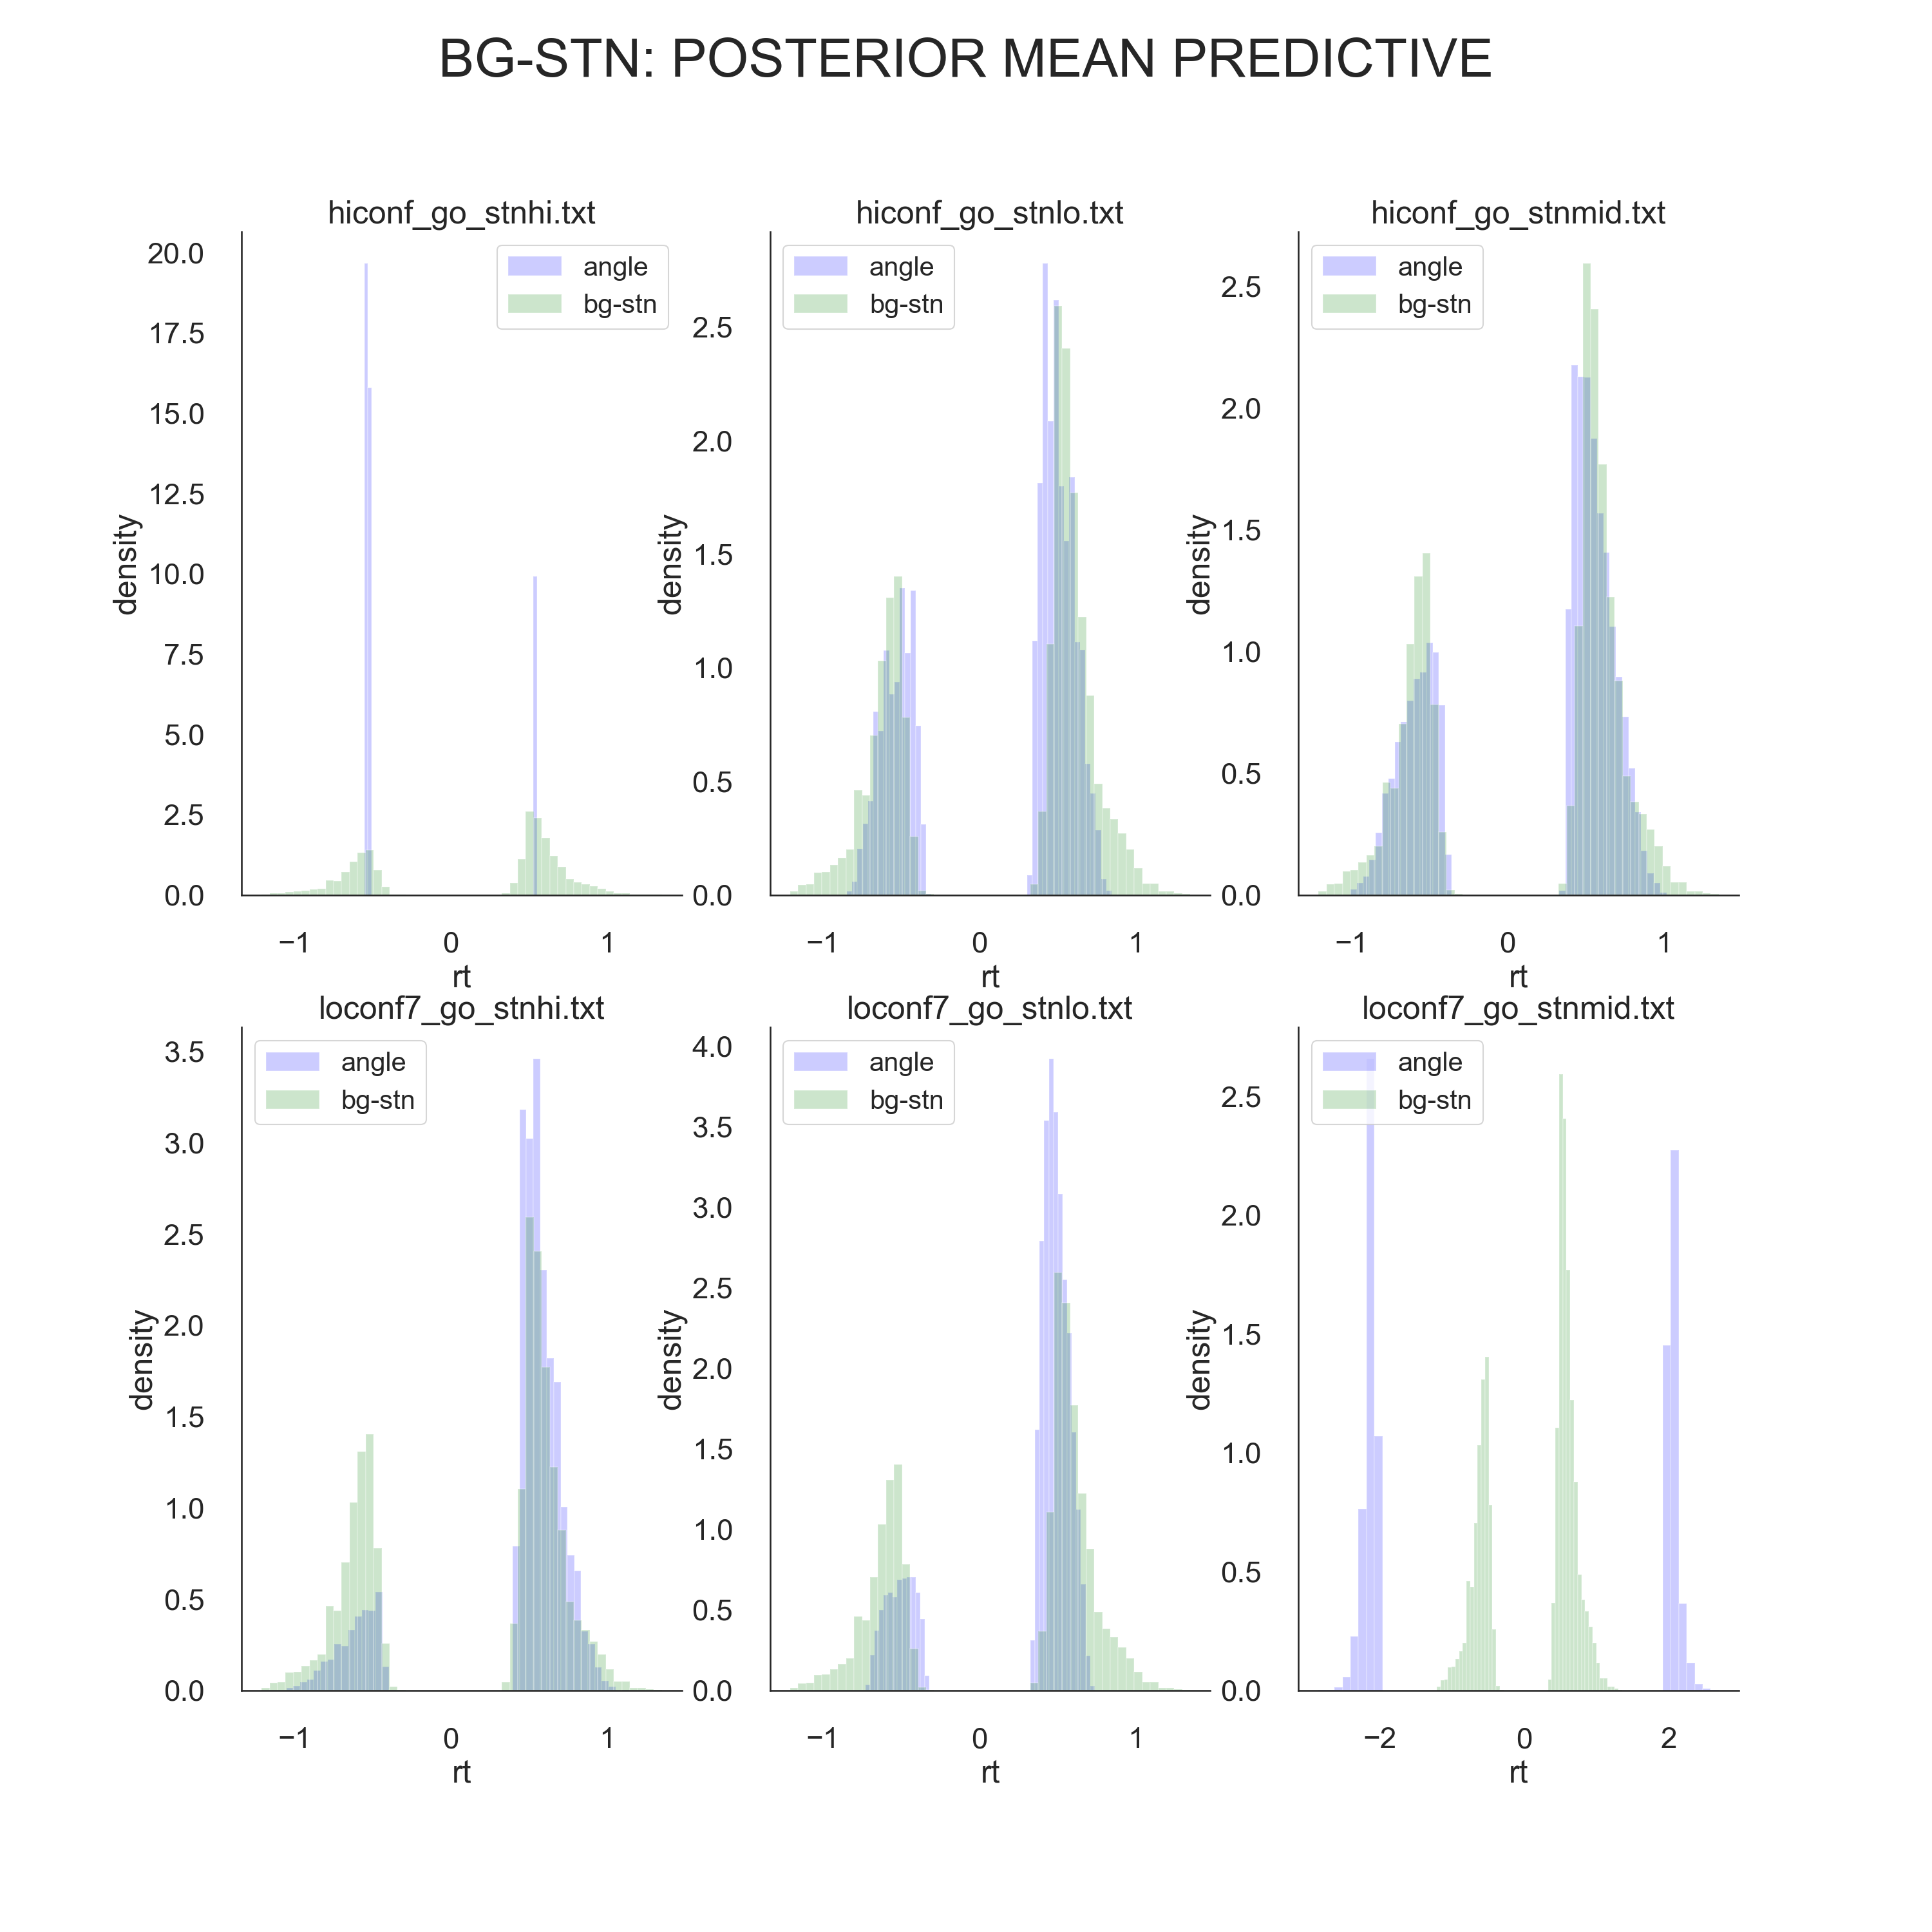 BG-STN: POSTERIOR MEAN PREDICTIVE
hiconf_go_stnhi.txt
angle
bg-stn
20.0
17.5
15.0
12.5
10.0
7.5
5.0
2.5
0.0
density
−1 0 1
rt
hiconf_go_stnlo.txt
angle
bg-stn
2.5
2.0
1.5
1.0
0.5
0.0
density
−1 0 1
rt
hiconf_go_stnmid.txt
angle
bg-stn
2.5
2.0
1.5
1.0
0.5
0.0
density
−1 0 1
rt
loconf7_go_stnhi.txt
angle
bg-stn
3.5
3.0
2.5
2.0
1.5
1.0
0.5
0.0
density
−1 0 1
rt
loconf7_go_stnlo.txt
angle
bg-stn
4.0
3.5
3.0
2.5
2.0
1.5
1.0
0.5
0.0
density
−1 0 1
rt
loconf7_go_stnmid.txt
angle
bg-stn
2.5
2.0
1.5
1.0
0.5
0.0
density
−2 0 2
rt